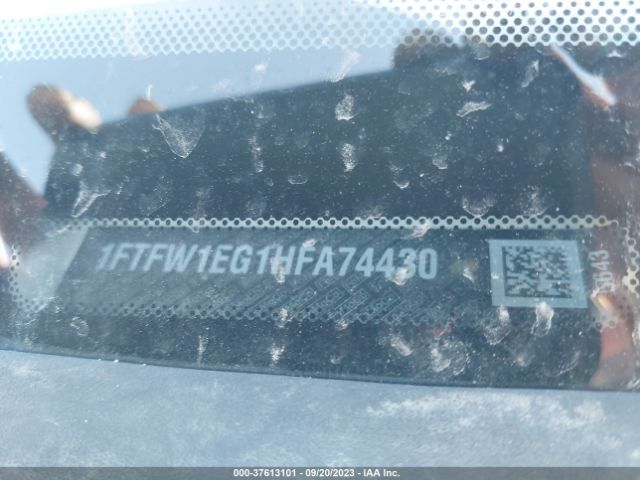 1FTFW1EG1HFA74430
000-37613101 - 09/20/2023 - IAA Inc.